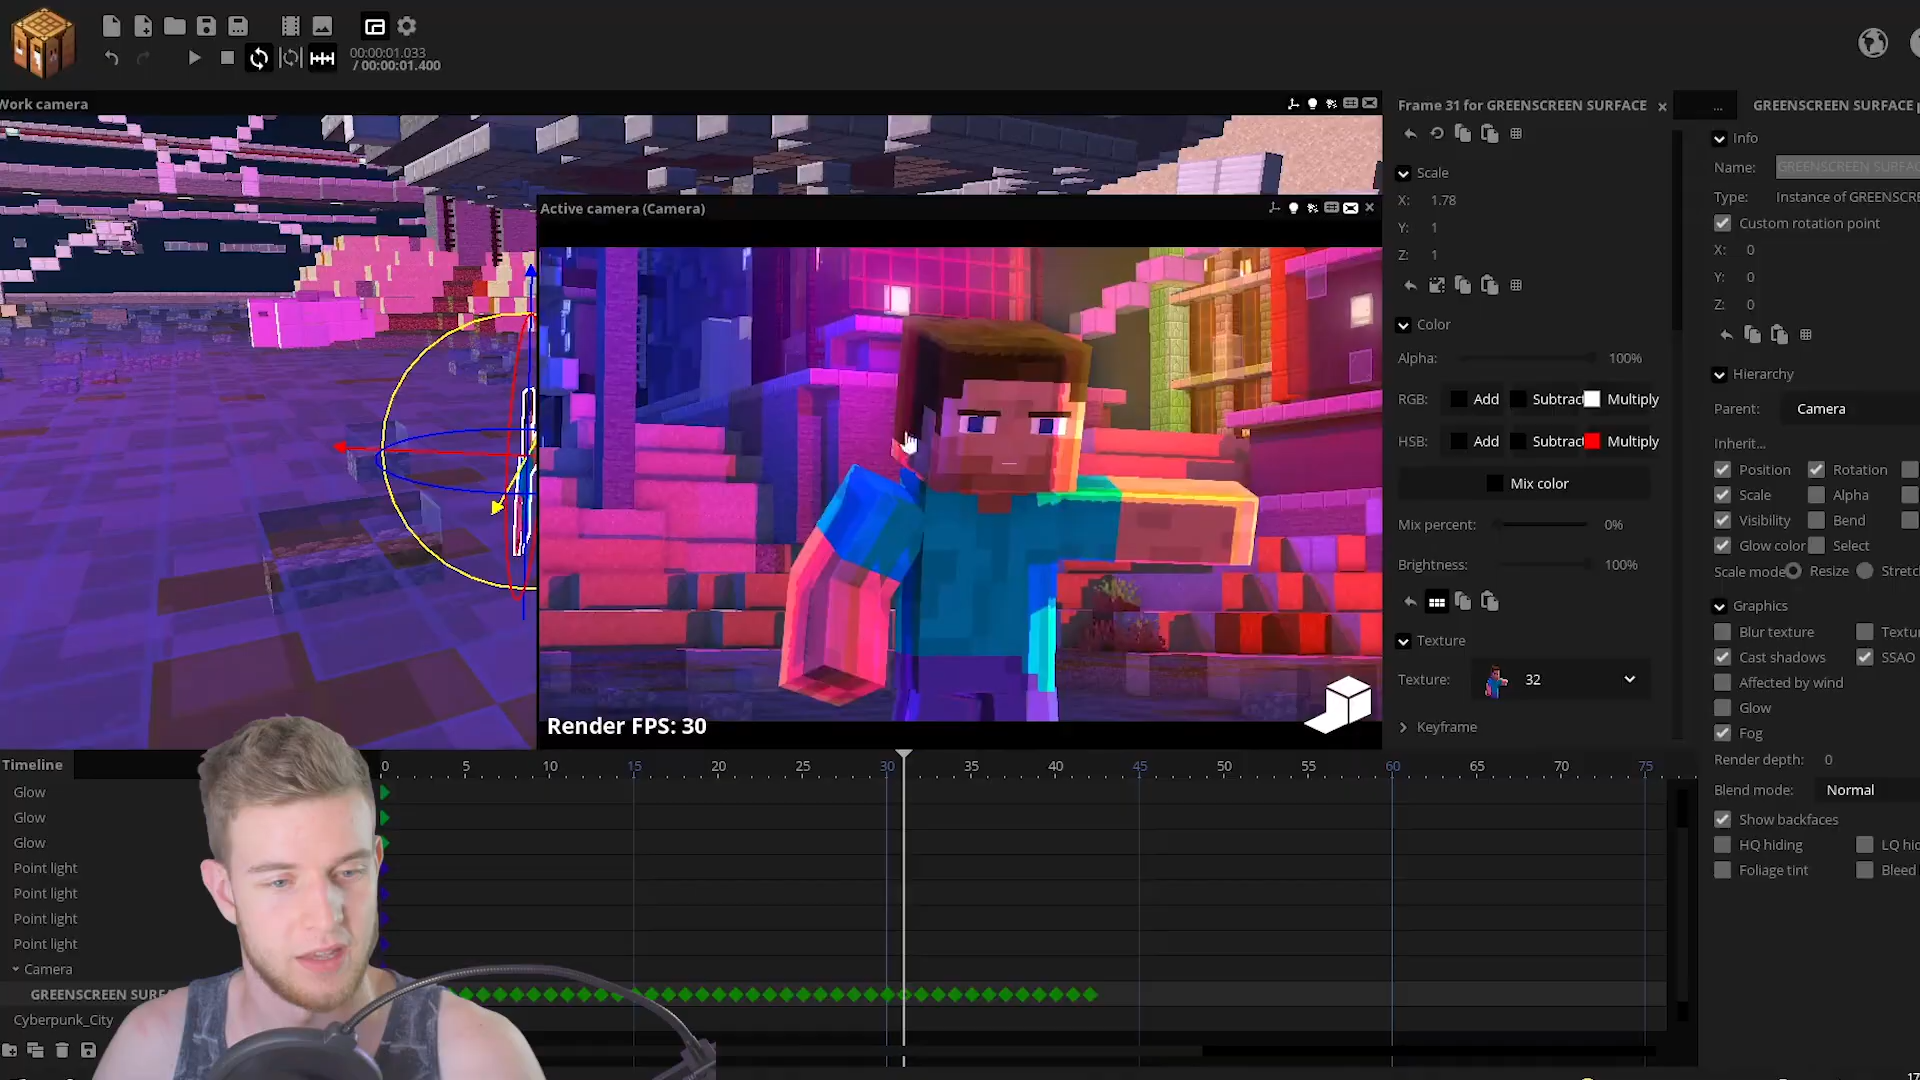 00:00:01.033
/ 00:00:01.400
Work camera
Active camera (Camera)
Render FPS: 30
Frame 31 for GREENSCREEN SURFACE
Scale
X: 1.78
Y: 1
Z: 1
Color
Alpha: 100%
RGB: Add Subtract Multiply
HSB: Add Subtract Multiply
Mix color
Mix percent: 0%
Brightness: 100%
Texture
Texture: 32
Keyframe
...
GREENSCREEN SURFACE p
Info
Name: GREENSCREEN SURFAC
Type: Instance of GREENSCRE
Custom rotation point
X: 0
Y: 0
Z: 0
Hierarchy
Parent: Camera
Inherit...
Position Rotation
Scale Alpha
Visibility Bend
Glow color Select
Scale mode Resize Stretch
Graphics
Blur texture Textu
Cast shadows SSAO
Affected by wind
Glow
Fog
Render depth: 0
Blend mode: Normal
Show backfaces
HQ hiding LQ hid
Foliage tint Bleed
Timeline
0 5 10 15 20 25 30 35 40 45 50 55 60 65 70 75
Glow
Glow
Glow
Point light
Point light
Point light
Point light
Camera
GREENSCREEN SURFA
Cyberpunk_City